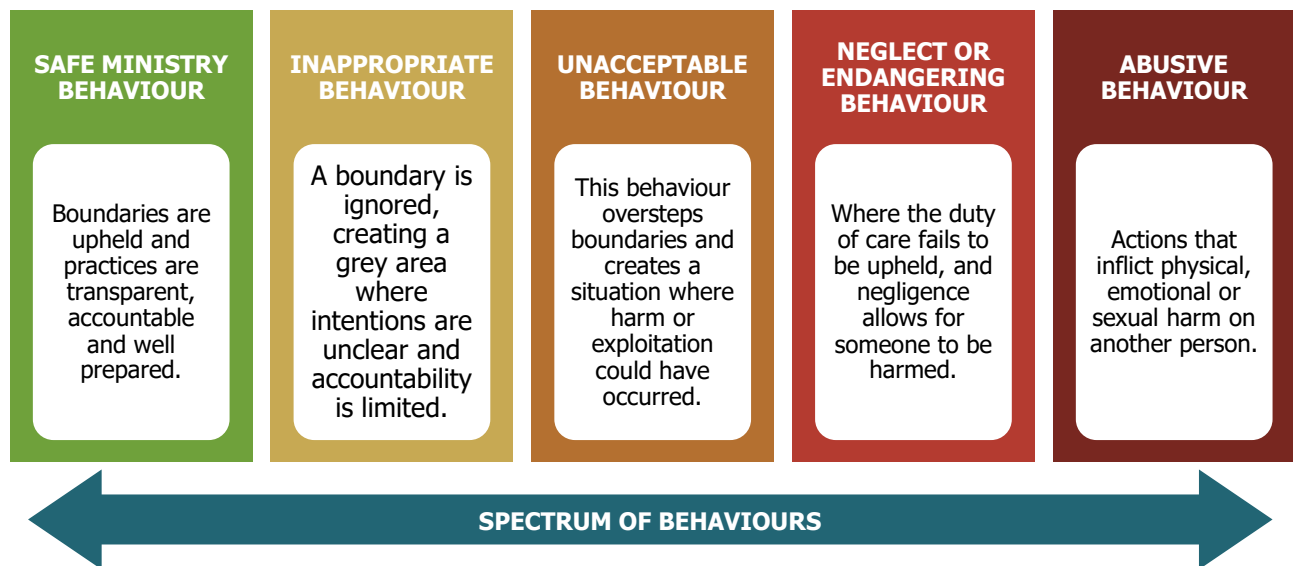 SAFE MINISTRY
BEHAVIOUR
Boundaries are
upheld and
practices are
transparent,
accountable
and well
prepared.
INAPPROPRIATE
BEHAVIOUR
A boundary is
ignored,
creating a
grey area
where
intentions are
unclear and
accountability
is limited.
UNACCEPTABLE
BEHAVIOUR
This behaviour
oversteps
boundaries and
creates a
situation where
harm or
exploitation
could have
occurred.
NEGLECT OR
ENDANGERING
BEHAVIOUR
Where the duty
of care fails to
be upheld, and
negligence
allows for
someone to be
harmed.
ABUSIVE
BEHAVIOUR
Actions that
inflict physical,
emotional or
sexual harm on
another person.
SPECTRUM OF BEHAVIOURS